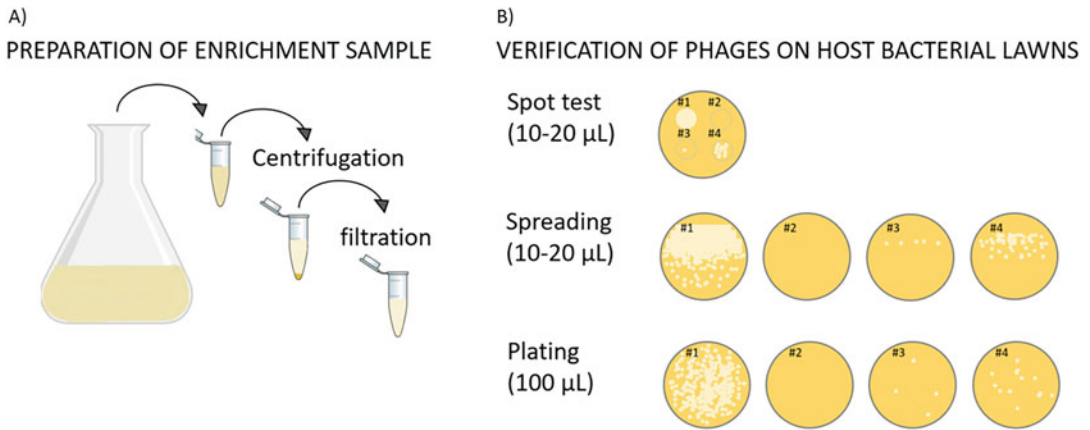 A)
PREPARATION OF ENRICHMENT SAMPLE
Centrifugation
filtration
B)
VERIFICATION OF PHAGES ON HOST BACTERIAL LAWNS
Spot test
(10-20 µL)
#1 #2
#3 #4
Spreading
(10-20 µL)
#1 #2 #3 #4
Plating
(100 µL)
#1 #2 #3 #4